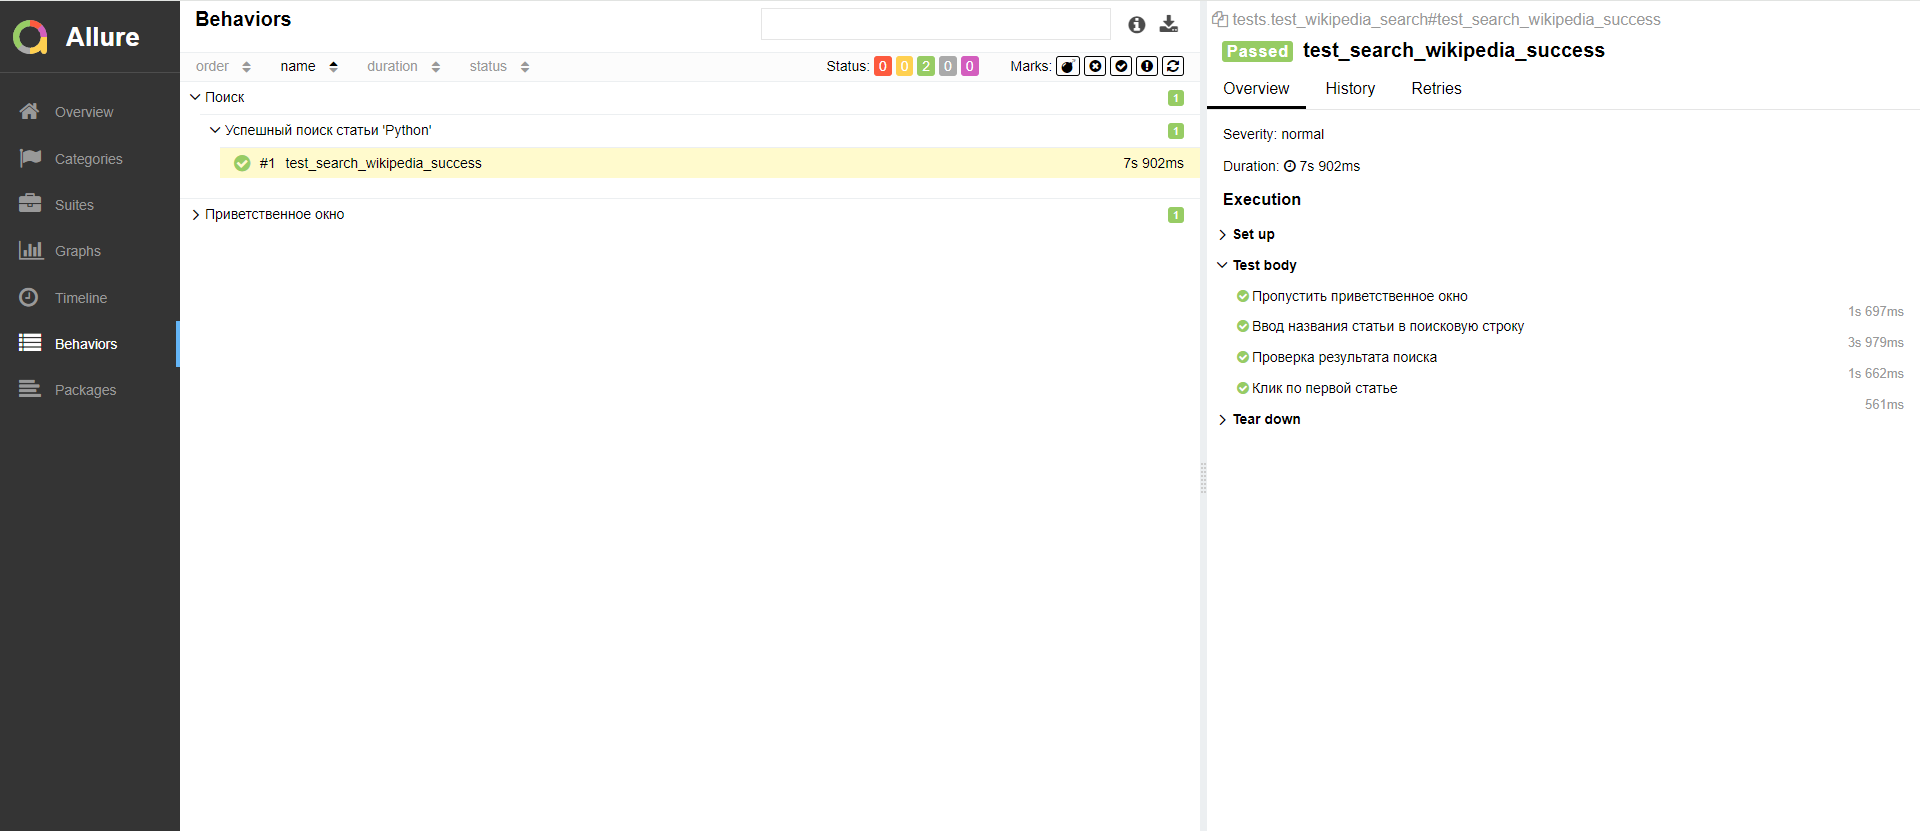 Allure
Overview
Categories
Suites
Graphs
Timeline
Behaviors
Packages
Behaviors
order name duration status Status: 0 0 2 0 0 Marks:
Поиск 1
Успешный поиск статьи 'Python' 1
#1 test_search_wikipedia_success 7s 902ms
Приветственное окно 1
tests.test_wikipedia_search#test_search_wikipedia_success
Passed test_search_wikipedia_success
Overview History Retries
Severity: normal
Duration: 7s 902ms
Execution
Set up
Test body
Пропустить приветственное окно
1s 697ms
Ввод названия статьи в поисковую строку
3s 979ms
Проверка результата поиска
1s 662ms
Клик по первой статье
561ms
Tear down